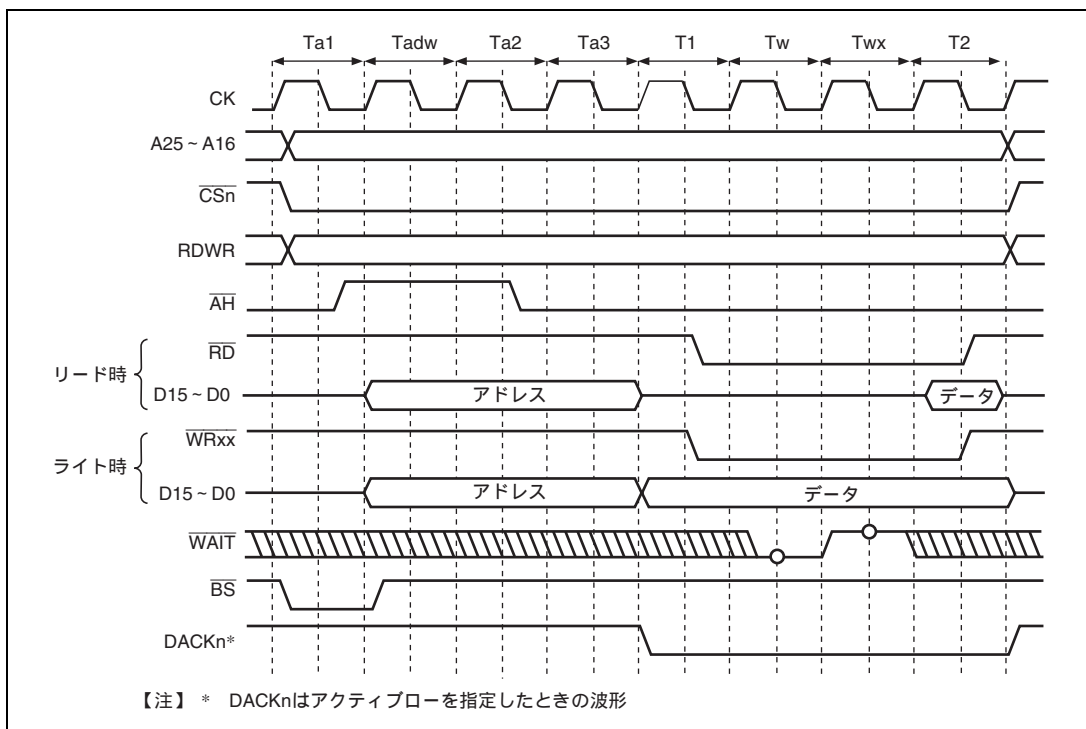 Ta1 Tadw Ta2 Ta3 T1 Tw Twx T2
CK
A25 ~ A16
CSn
RDWR
AH
リード時
RD
D15 ~ D0 アドレス データ
ライト時
WRxx
D15 ~ D0 アドレス データ
WAIT
BS
DACKn*
【注】 * DACKnはアクティブローを指定したときの波形